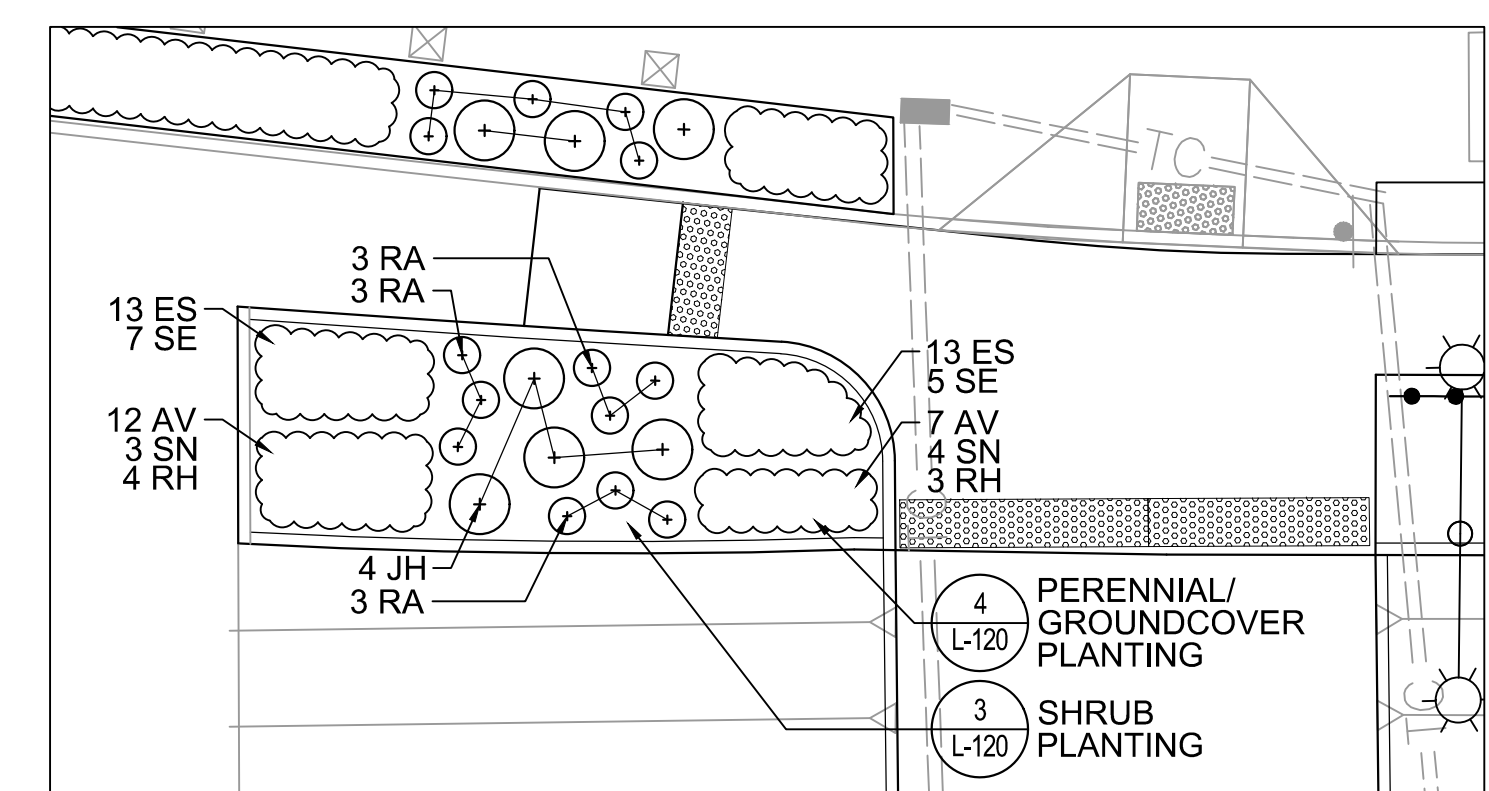 TC
3 RA
3 RA
13 ES
7 SE
13 ES
5 SE
12 AV
3 SN
4 RH
7 AV
4 SN
3 RH
4 JH
3 RA
4
L-120
PERENNIAL/
GROUNDCOVER
PLANTING
3
L-120
SHRUB
PLANTING